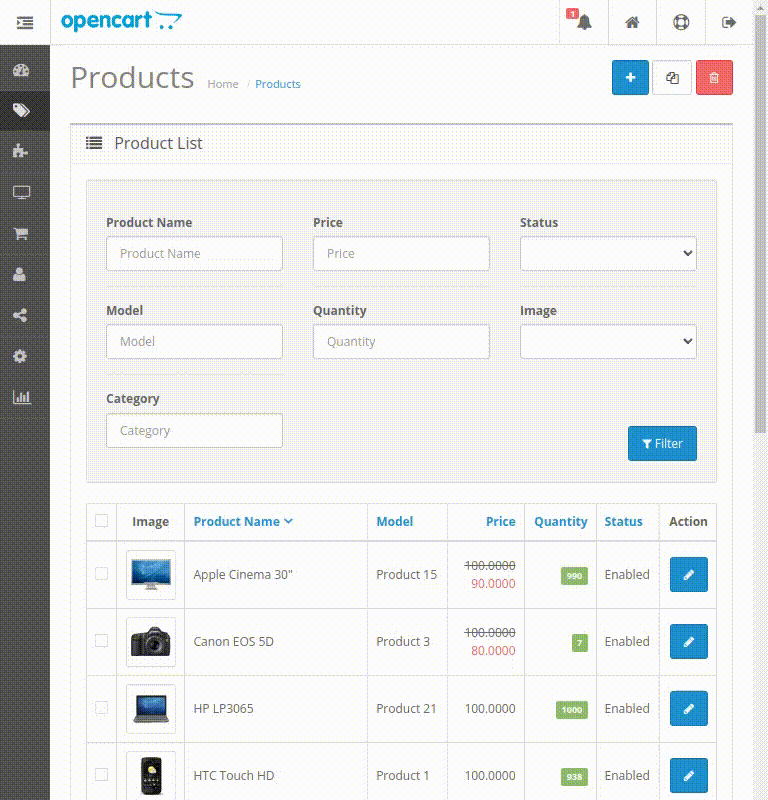 opencart
1
Products Home / Products
Product List
Product Name Price Status
Product Name Price
Model Quantity Image
Model Quantity
Category
Category
Filter
Image Product Name Model Price Quantity Status Action
Apple Cinema 30" Product 15 100.0000 990 Enabled
90.0000
Canon EOS 5D Product 3 100.0000 7 Enabled
80.0000
HP LP3065 Product 21 100.0000 1000 Enabled
HTC Touch HD Product 1 100.0000 938 Enabled